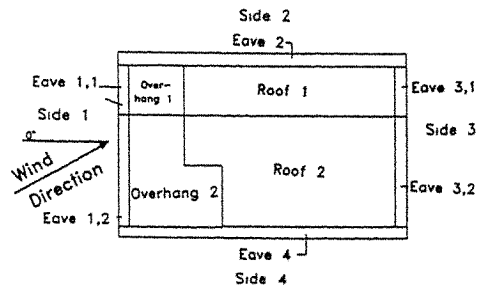 Side 2
Eave 2
Eave 1,1
Over-
hang 1
Roof 1
Eave 3,1
Side 1
Side 3
0°
Wind
Direction
Roof 2
Overhang 2
Eave 3,2
Eave 1,2
Eave 4
Side 4